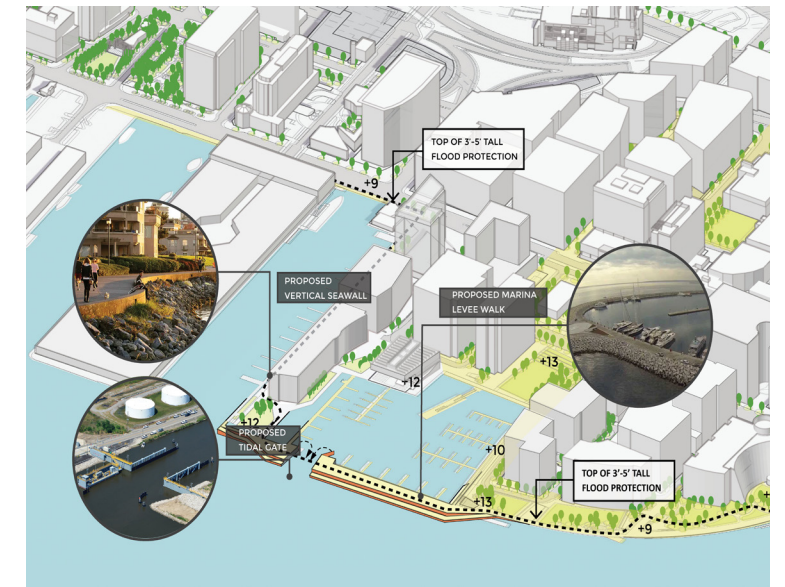 TOP OF 3'-5' TALL
FLOOD PROTECTION
+9
PROPOSED
VERTICAL SEAWALL
PROPOSED MARINA
LEVEE WALK
+13
+12
+12
PROPOSED
TIDAL GATE
+10
TOP OF 3'-5' TALL
FLOOD PROTECTION
+13
+9
+